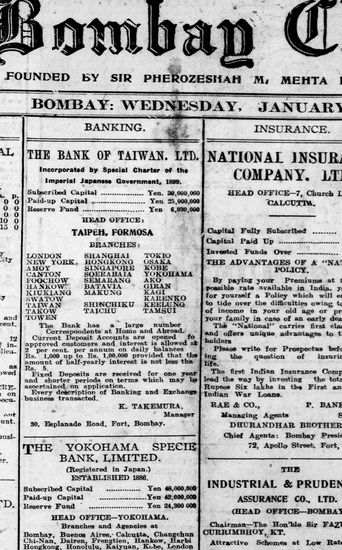 Bombay
FOUNDED BY SIR PHEROZESHAH M. MEHTA
BOMBAY: WEDNESDAY, JANUARY
BANKING.
THE BANK OF TAIWAN, LTD.
Incorporated by Special Charter of the
Imperial Japanese Government, 1899.
Subscribed Capital ... Yen. 30,000,000
Paid-up Capital ... Yen 25,000,000
Reserve Fund ... Yen 6,030,000
HEAD OFFICE:
TAIPEH, FORMOSA
BRANCHES:
LONDON SHANGHAI TOKIO
NEW YORK, HONGKONG OSAKA
AMOY SINGAPORE KOBE
CANTON SOERABAIA YOKOHAMA
FOOCHOW SEMARANG AKO
HANKOW BATAVIA GIRAN
KIUKIANG MAKUNG KAGI
SWATOW NANTO KARENKO
TAIWAN SHINCHIKU KEELUNG
TAKOW TAICHU TAMSUI
TOWEN
The Bank has a large number
Correspondents at Home and Abroad.
Current Deposit Accounts are opened fo
approved customers and interest is allowed a
2 per cent. per annum on daily balances o
Rs. 1,000 up to Rs. 1,00,000 provided that the
amount of half-yearly interest is not less tha
Rs. 5.
Fixed Deposits are received for one year
and shorter periods on terms which may b
ascertained on application.
Every description of Banking and Exchange
business transacted.
K. TAKEMURA,
Manager
30, Esplanade Road, Fort, Bombay.
THE YOKOHAMA SPECIE
BANK, LIMITED.
(Registered in Japan.)
ESTABLISHED 1880.
Subscribed Capital ... Yen 48,000,000
Paid-up Capital ... Yen 42,000,000
Reserve Fund ... Yen 24,300,000
HEAD OFFICE-YOKOHAMA.
Branches and Agencies at
Bombay, Buenos Aires, Calcutta, Changchun
Chi-Nan, Dairen, Fengtien, Hankow, Harbi
Hongkong, Honolulu, Kaiyuan, Kobe, London
INSURANCE.
NATIONAL INSURA
COMPANY, LT
HEAD OFFICE-7, Church L
CALCUTTA.
Capital Fully Subscribed
Capital Paid Up
Invested Funds Over
THE ADVANTAGES OF A "NA
POLICY.
By paying your Premiums at
possible rate available in India, y
for yourself a Policy which will e
to tide over the difficulties owing t
of income in your old age or pr
your family in case of an early dea
The "National" carries first clas
and offers unique advantages to
holders
Please write for Prospectus befo
ing the question of insurin
life.
The first Indian Insurance Comp
lead the way by investing the tota
Rupees Six lakhs in the First an
Indian War Loans.
RAE & CO., BANK
Managing Agents S
DHURANDHAR BROTHER
Chief Agents: Bombay Presid
72, Apollo Street, Fort,
THE
INDUSTRIAL & PRUDEN
ASSURANCE CO., LTD.
(HEAD OFFICE-BOMBAY
Chairman-The Hon'ble Sir FAZU
CURRIMBHOY, KT.
Attractive Schemes at Low Rate